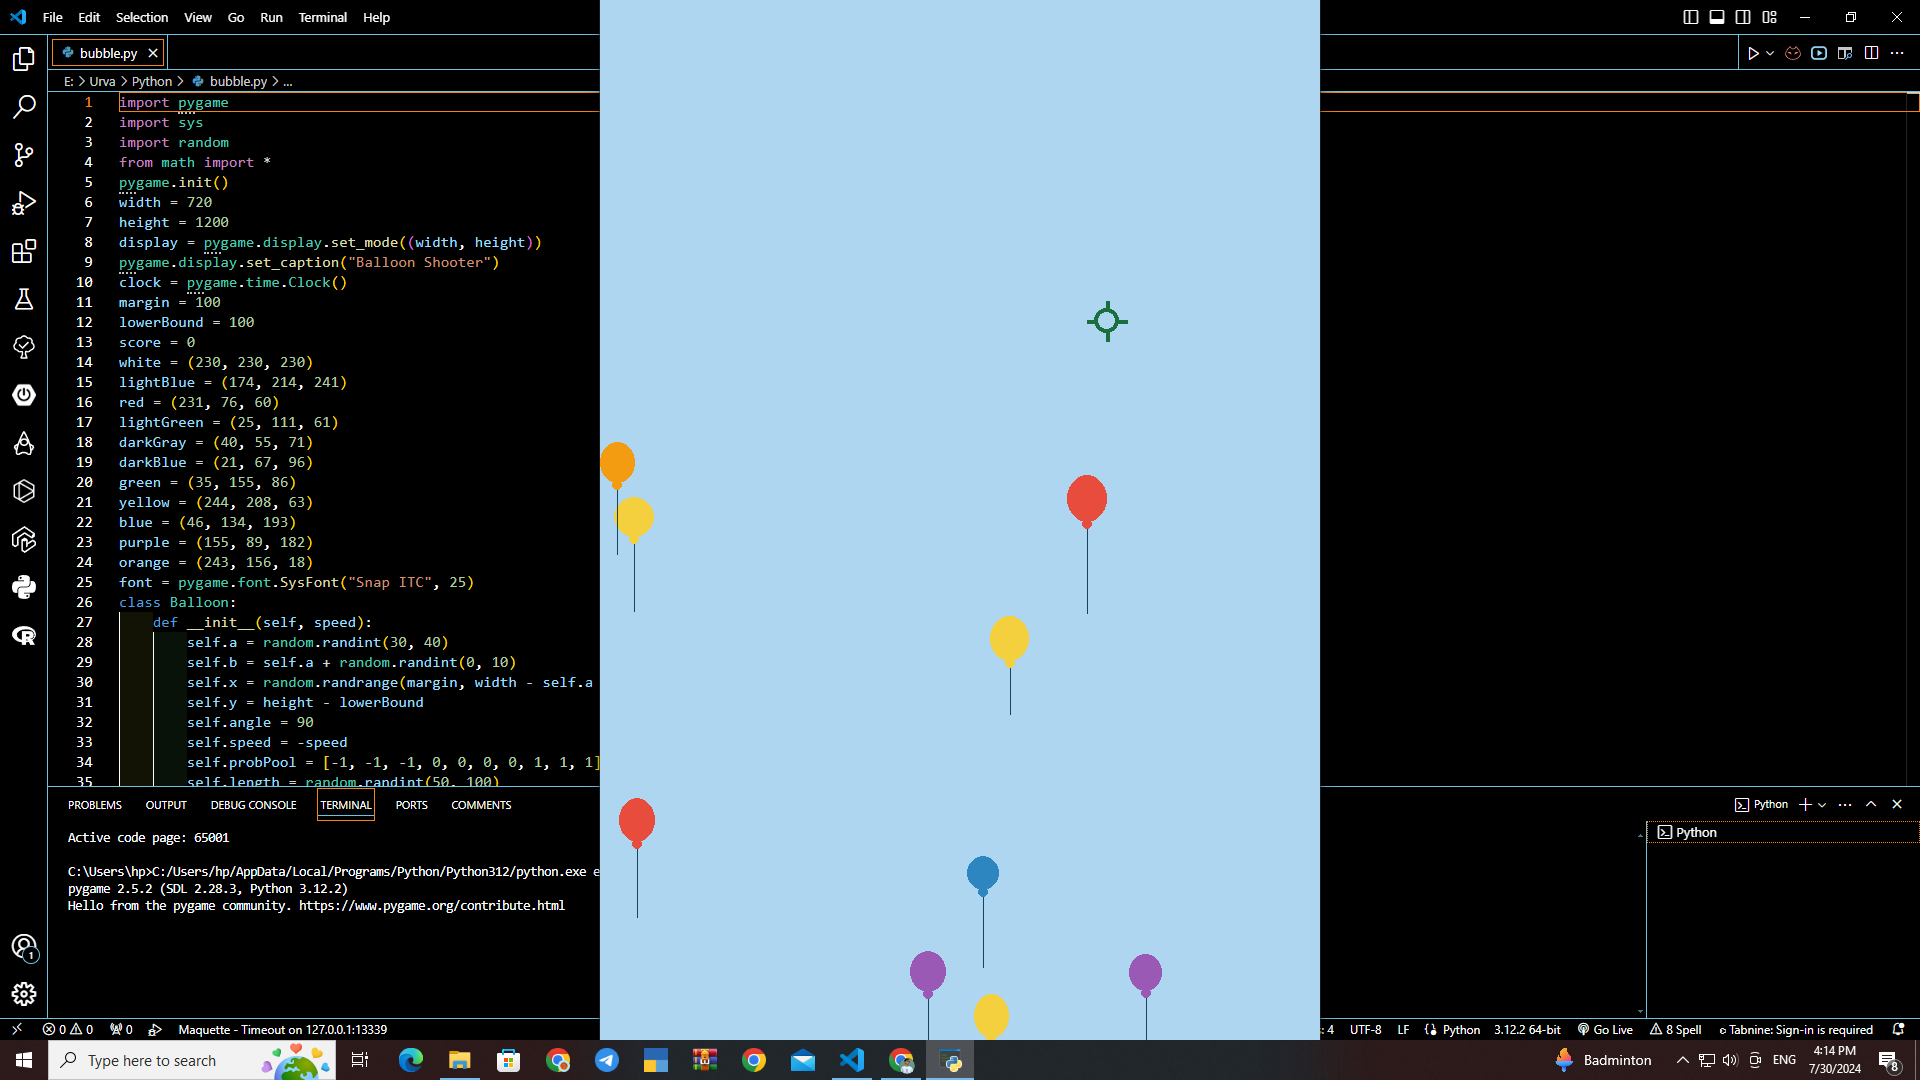 File Edit Selection View Go Run Terminal Help
bubble.py
E: > Urva > Python > bubble.py > ...
1 import pygame
2 import sys
3 import random
4 from math import *
5 pygame.init()
6 width = 720
7 height = 1200
8 display = pygame.display.set_mode((width, height))
9 pygame.display.set_caption("Balloon Shooter")
10 clock = pygame.time.Clock()
11 margin = 100
12 lowerBound = 100
13 score = 0
14 white = (230, 230, 230)
15 lightBlue = (174, 214, 241)
16 red = (231, 76, 60)
17 lightGreen = (25, 111, 61)
18 darkGray = (40, 55, 71)
19 darkBlue = (21, 67, 96)
20 green = (35, 155, 86)
21 yellow = (244, 208, 63)
22 blue = (46, 134, 193)
23 purple = (155, 89, 182)
24 orange = (243, 156, 18)
25 font = pygame.font.SysFont("Snap ITC", 25)
26 class Balloon:
27 def __init__(self, speed):
28 self.a = random.randint(30, 40)
29 self.b = self.a + random.randint(0, 10)
30 self.x = random.randrange(margin, width - self.a
31 self.y = height - lowerBound
32 self.angle = 90
33 self.speed = -speed
34 self.probPool = [-1, -1, -1, 0, 0, 0, 0, 1, 1, 1]
35 self.length = random.randint(50, 100)
PROBLEMS OUTPUT DEBUG CONSOLE TERMINAL PORTS COMMENTS
Python
Python
Active code page: 65001
C:\Users\hp>C:/Users/hp/AppData/Local/Programs/Python/Python312/python.exe e
pygame 2.5.2 (SDL 2.28.3, Python 3.12.2)
Hello from the pygame community. https://www.pygame.org/contribute.html
1
0 0 0 Maquette - Timeout on 127.0.0.1:13339 : 4 UTF-8 LF Python 3.12.2 64-bit Go Live 8 Spell Tabnine: Sign-in is required
Type here to search
Badminton ENG 4:14 PM
7/30/2024
8